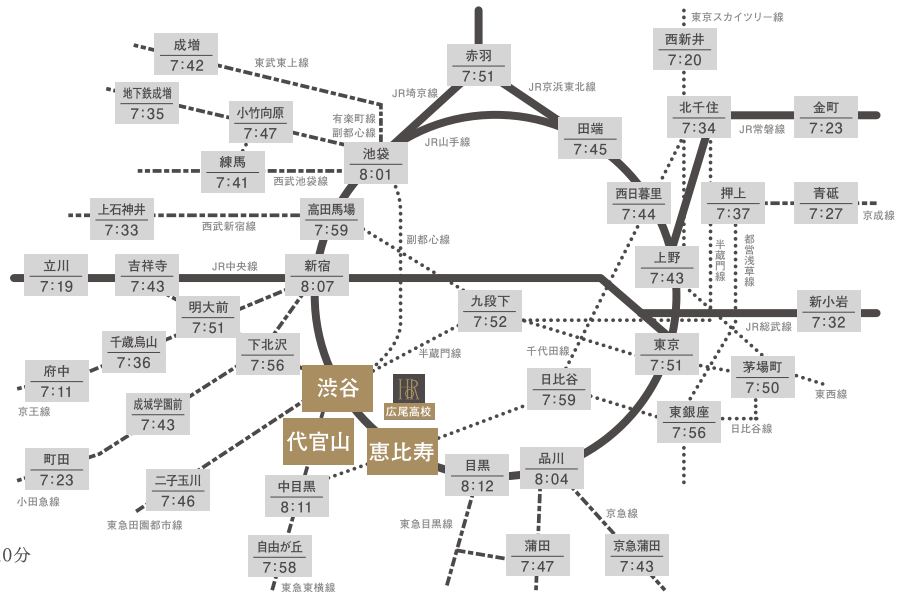 東京スカイツリー線
成増
7:42
東武東上線
赤羽
7:51
西新井
7:20
地下鉄成増
7:35
小竹向原
7:47
有楽町線
副都心線
JR埼京線
JR京浜東北線
北千住
7:34
JR常磐線
金町
7:23
練馬
7:41
西武池袋線
池袋
8:01
JR山手線
田端
7:45
上石神井
7:33
西武新宿線
高田馬場
7:59
副都心線
西日暮里
7:44
押上
7:37
青砥
7:27
京成線
立川
7:19
吉祥寺
7:43
JR中央線
新宿
8:07
上野
7:43
半蔵門線
都営浅草線
明大前
7:51
九段下
7:52
新小岩
7:32
JR総武線
千歳烏山
7:36
下北沢
7:56
半蔵門線
千代田線
東京
7:51
茅場町
7:50
東西線
府中
7:11
京王線
渋谷
HR
広尾高校
日比谷
7:59
成城学園前
7:43
代官山
恵比寿
東銀座
7:56
日比谷線
町田
7:23
小田急線
二子玉川
7:46
東急田園都市線
中目黒
8:11
目黒
8:12
品川
8:04
東急目黒線
京急線
自由が丘
7:58
東急東横線
蒲田
7:47
京急蒲田
7:43
0分